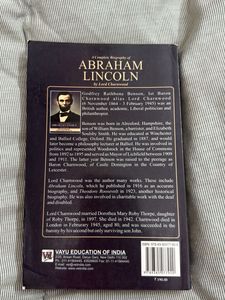 A Complete Biography of
ABRAHAM
LINCOLN
by Lord Charnwood
Godfrey Rathbone Benson, 1st Baron
Charnwood alias Lord Charnwood
(6 November 1864 - 3 February 1945) was an
British author, academic, Liberal politician and
philanthropist.
Benson was born in Alresford, Hampshire, the
son of William Benson, a barrister, and Elizabeth
Soulsby Smith. He was educated at Winchester
and Balliol College, Oxford. He graduated in 1887, and would
later become a philosophy lecturer at Balliol. He was involved in
politics and represented Woodstock in the House of Commons
from 1892 to 1895 and served as Mayor of Lichfield between 1909
and 1911. The latter year Benson was raised to the peerage as
Baron Charnwood, of Castle Donington in the County of
Leicester.
Lord Charnwood was the author many works. These include
Abraham Lincoln, which he published in 1916 as an accurate
biography, and Theodore Roosevelt in 1923, another historical
biography. He was also involved in charitable work with the deaf
and disabled.
Lord Charnwood married Dorothea Mary Roby Thorpe, daughter
of Roby Thorpe, in 1897. She died in 1942. Charnwood died in
London in February 1945, aged 80, and was succeeded in the
barony by his second but only surviving son John.
VAYU EDUCATION OF INDIA